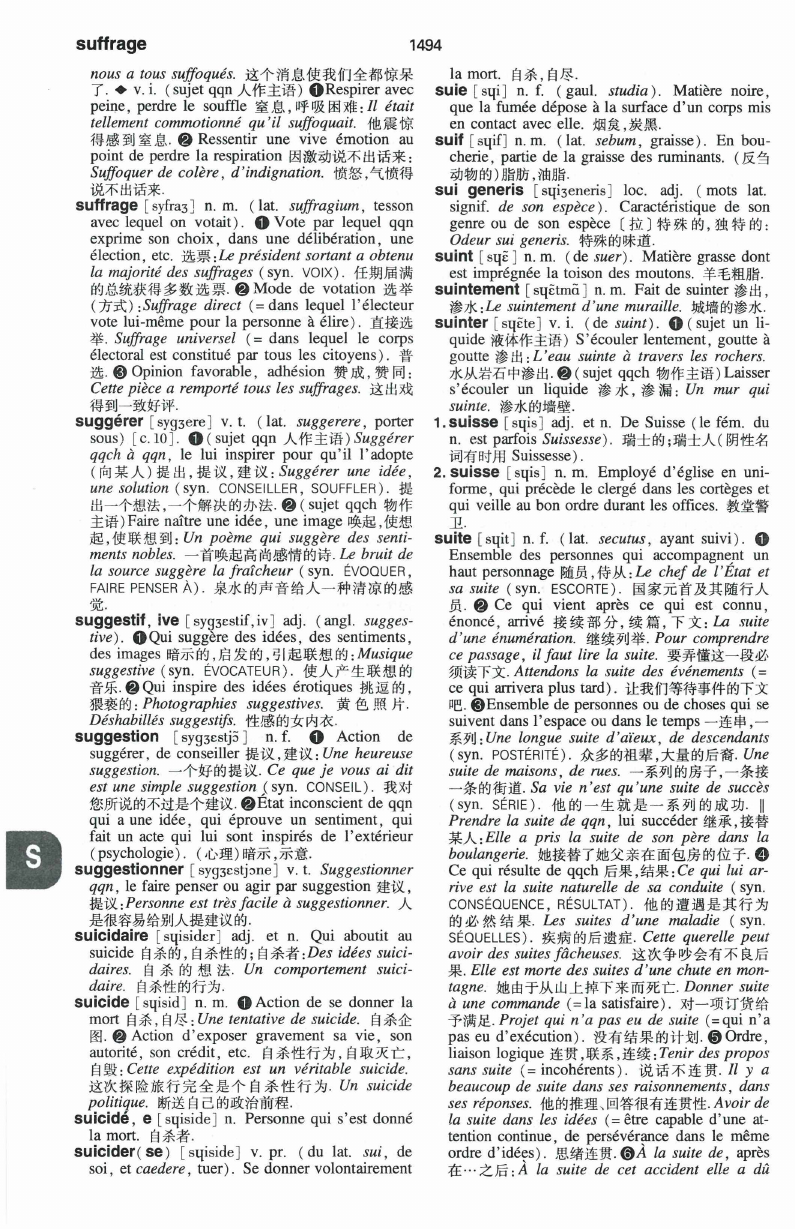 suffrage
1494
nous a tous suffoqués. 这个消息使我们全都惊呆
了. ◆ v. i. (sujet qqn 人作主语) ❶Respirer avec
peine, perdre le souffle 窒息,呼吸困难:Il était
tellement commotionné qu'il suffoquait. 他震惊
得感到窒息. ❷ Ressentir une vive émotion au
point de perdre la respiration 因激动说不出话来:
Suffoquer de colère, d'indignation. 愤怒,气愤得
说不出话来.
suffrage [syfraʒ] n. m. (lat. suffragium, tesson
avec lequel on votait). ❶ Vote par lequel qqn
exprime son choix, dans une délibération, une
élection, etc. 选票:Le président sortant a obtenu
la majorité des suffrages (syn. VOIX). 任期届满
的总统获得多数选票. ❷ Mode de votation 选举
(方式):Suffrage direct (= dans lequel l'électeur
vote lui-même pour la personne à élire). 直接选
举. Suffrage universel (= dans lequel le corps
électoral est constitué par tous les citoyens). 普
选. ❸ Opinion favorable, adhésion 赞成,赞同:
Cette pièce a remporté tous les suffrages. 这出戏
得到一致好评.
suggérer [sygʒere] v. t. (lat. suggerere, porter
sous) [c. 10]. ❶ (sujet qqn 人作主语) Suggérer
qqch à qqn, le lui inspirer pour qu'il l'adopte
(向某人)提出,提议,建议:Suggérer une idée,
une solution (syn. CONSEILLER, SOUFFLER). 提
出一个想法,一个解决的办法. ❷ (sujet qqch 物作
主语) Faire naître une idée, une image 唤起,使想
起,使联想到: Un poème qui suggère des senti-
ments nobles. 一首唤起高尚感情的诗. Le bruit de
la source suggère la fraîcheur (syn. ÉVOQUER,
FAIRE PENSER À). 泉水的声音给人一种清凉的感
觉.
suggestif, ive [sygʒɛstif,iv] adj. (angl. sugges-
tive). ❶Qui suggère des idées, des sentiments,
des images 暗示的,启发的,引起联想的:Musique
suggestive (syn. ÉVOCATEUR). 使人产生联想的
音乐. ❷ Qui inspire des idées érotiques 挑逗的,
猥亵的: Photographies suggestives. 黄色照片.
Déshabillés suggestifs. 性感的女内衣.
suggestion [sygʒɛstjɔ̃] n. f. ❶ Action de
suggérer, de conseiller 提议,建议:Une heureuse
suggestion. 一个好的提议. Ce que je vous ai dit
est une simple suggestion (syn. CONSEIL). 我对
您所说的不过是个建议. ❷État inconscient de qqn
qui a une idée, qui éprouve un sentiment, qui
fait un acte qui lui sont inspirés de l'extérieur
(psychologie). (心理)暗示,示意.
suggestionner [sygʒɛstjɔne] v. t. Suggestionner
qqn, le faire penser ou agir par suggestion 建议,
提议:Personne est très facile à suggestionner. 人
是很容易给别人提建议的.
suicidaire [sɥisidɛr] adj. et n. Qui aboutit au
suicide 自杀的,自杀性的;自杀者:Des idées suici-
daires. 自杀的想法. Un comportement suici-
daire. 自杀性的行为.
suicide [sɥisid] n. m. ❶ Action de se donner la
mort 自杀,自尽:Une tentative de suicide. 自杀企
图. ❷ Action d'exposer gravement sa vie, son
autorité, son crédit, etc. 自杀性行为,自取灭亡,
自毁:Cette expédition est un véritable suicide.
这次探险旅行完全是个自杀性行为. Un suicide
politique. 断送自己的政治前程.
suicidé, e [sɥiside] n. Personne qui s'est donné
la mort. 自杀者.
suicider(se) [sɥiside] v. pr. (du lat. sui, de
soi, et caedere, tuer). Se donner volontairement
S
la mort. 自杀,自尽.
suie [sɥi] n. f. (gaul. studia). Matière noire,
que la fumée dépose à la surface d'un corps mis
en contact avec elle. 烟炱,炭黑.
suif [sɥif] n. m. (lat. sebum, graisse). En bou-
cherie, partie de la graisse des ruminants. (反刍
动物的)脂肪,油脂.
sui generis [sɥiʒeneris] loc. adj. (mots lat.
signif. de son espèce). Caractéristique de son
genre ou de son espèce 〔拉〕特殊的,独特的:
Odeur sui generis. 特殊的味道.
suint [sɥɛ̃] n. m. (de suer). Matière grasse dont
est imprégnée la toison des moutons. 羊毛粗脂.
suintement [sɥɛ̃tmɑ̃] n. m. Fait de suinter 渗出,
渗水:Le suintement d'une muraille. 城墙的渗水.
suinter [sɥɛ̃te] v. i. (de suint). ❶ (sujet un li-
quide 液体作主语) S'écouler lentement, goutte à
goutte 渗出:L'eau suinte à travers les rochers.
水从岩石中渗出. ❷ (sujet qqch 物作主语) Laisser
s'écouler un liquide 渗水,渗漏: Un mur qui
suinte. 渗水的墙壁.
1. suisse [sɥis] adj. et n. De Suisse (le fém. du
n. est parfois Suissesse). 瑞士的;瑞士人(阴性名
词有时用 Suissesse).
2. suisse [sɥis] n. m. Employé d'église en uni-
forme, qui précède le clergé dans les cortèges et
qui veille au bon ordre durant les offices. 教堂警
卫.
suite [sɥit] n. f. (lat. secutus, ayant suivi). ❶
Ensemble des personnes qui accompagnent un
haut personnage 随员,侍从:Le chef de l'État et
sa suite (syn. ESCORTE). 国家元首及其随行人
员. ❷ Ce qui vient après ce qui est connu,
énoncé, arrivé 接续部分,续篇,下文: La suite
d'une énumération. 继续列举. Pour comprendre
ce passage, il faut lire la suite. 要弄懂这一段必
须读下文. Attendons la suite des événements (=
ce qui arrivera plus tard). 让我们等待事件的下文
吧. ❸Ensemble de personnes ou de choses qui se
suivent dans l'espace ou dans le temps 一连串,一
系列:Une longue suite d'aïeux, de descendants
(syn. POSTÉRITÉ). 众多的祖辈,大量的后裔. Une
suite de maisons, de rues. 一系列的房子,一条接
一条的街道. Sa vie n'est qu'une suite de succès
(syn. SÉRIE). 他的一生就是一系列的成功. ‖
Prendre la suite de qqn, lui succéder 继承,接替
某人:Elle a pris la suite de son père dans la
boulangerie. 她接替了她父亲在面包房的位子. ❹
Ce qui résulte de qqch 后果,结果:Ce qui lui ar-
rive est la suite naturelle de sa conduite (syn.
CONSÉQUENCE, RÉSULTAT). 他的遭遇是其行为
的必然结果. Les suites d'une maladie (syn.
SÉQUELLES). 疾病的后遗症. Cette querelle peut
avoir des suites fâcheuses. 这次争吵会有不良后
果. Elle est morte des suites d'une chute en mon-
tagne. 她由于从山上掉下来而死亡. Donner suite
à une commande (= la satisfaire). 对一项订货给
予满足. Projet qui n'a pas eu de suite (= qui n'a
pas eu d'exécution). 没有结果的计划. ❺ Ordre,
liaison logique 连贯,联系,连续:Tenir des propos
sans suite (= incohérents). 说话不连贯. Il y a
beaucoup de suite dans ses raisonnements, dans
ses réponses. 他的推理、回答很有连贯性. Avoir de
la suite dans les idées (= être capable d'une at-
tention continue, de persévérance dans le même
ordre d'idées). 思绪连贯. ❻À la suite de, après
在…之后:À la suite de cet accident elle a dû